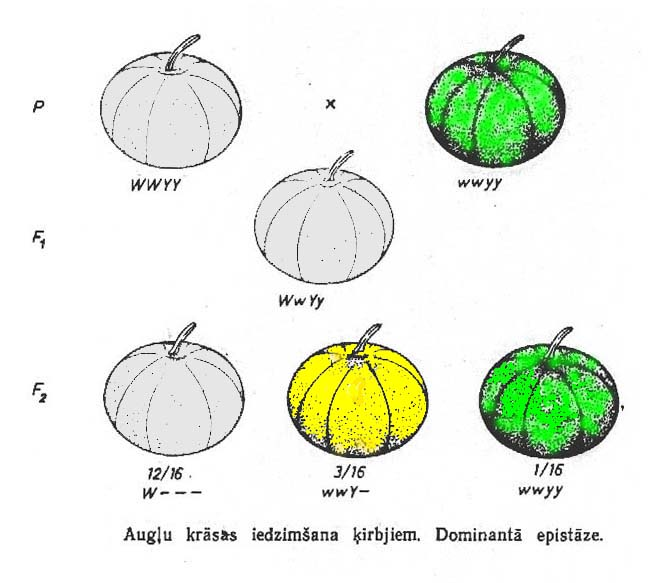 P
x
WWYY
wwyy
F1
WwYy
F2
12/16
3/16
1/16
W---
wwY-
wwyy
Augļu krāsas iedzimšana ķirbjiem. Dominantā epistāze.